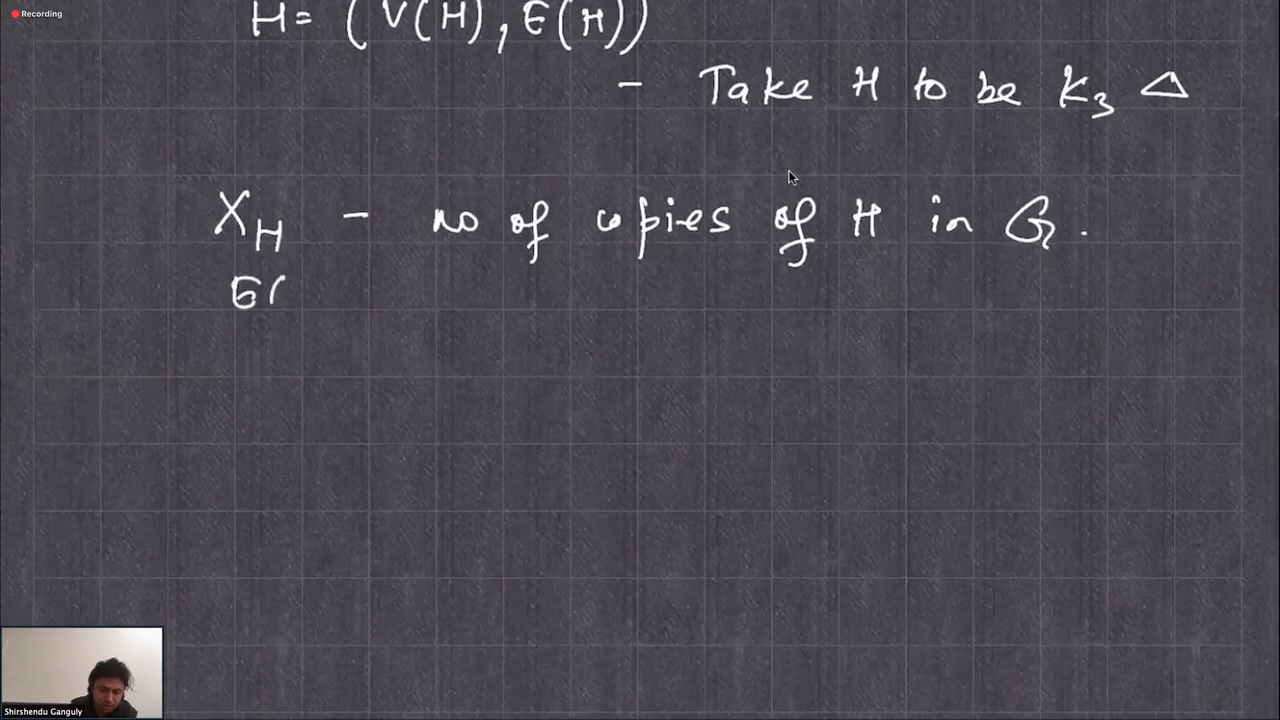 Recording
H = (V(H), E(H))
- Take H to be K₃ △
X_H - no of copies of H in G.
E(
Shirshendu Ganguly